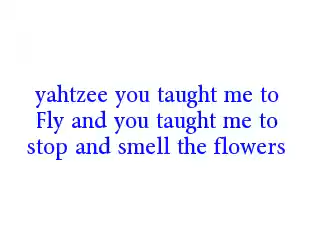 yahtzee you taught me to
Fly and you taught me to
stop and smell the flowers